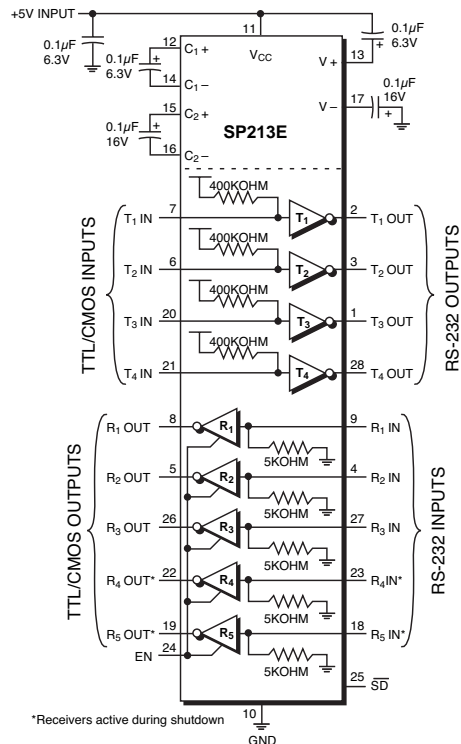 +5V INPUT
11
0.1µF
6.3V
12
C1 +
VCC
0.1µF
6.3V
V +
13
0.1µF
6.3V
14
C1 –
15
C2 +
V –
17
0.1µF
16V
0.1µF
16V
16
C2 –
SP213E
TTL/CMOS INPUTS
RS-232 OUTPUTS
400KOHM
T1 IN
7
T1
2
T1 OUT
400KOHM
T2 IN
6
T2
3
T2 OUT
400KOHM
T3 IN
20
T3
1
T3 OUT
400KOHM
T4 IN
21
T4
28
T4 OUT
TTL/CMOS OUTPUTS
RS-232 INPUTS
R1 OUT
8
R1
9
R1 IN
5KOHM
R2 OUT
5
R2
4
R2 IN
5KOHM
R3 OUT
26
R3
27
R3 IN
5KOHM
R4 OUT*
22
R4
23
R4IN*
5KOHM
R5 OUT*
19
R5
18
R5 IN*
5KOHM
EN
24
25
SD
*Receivers active during shutdown
10
GND